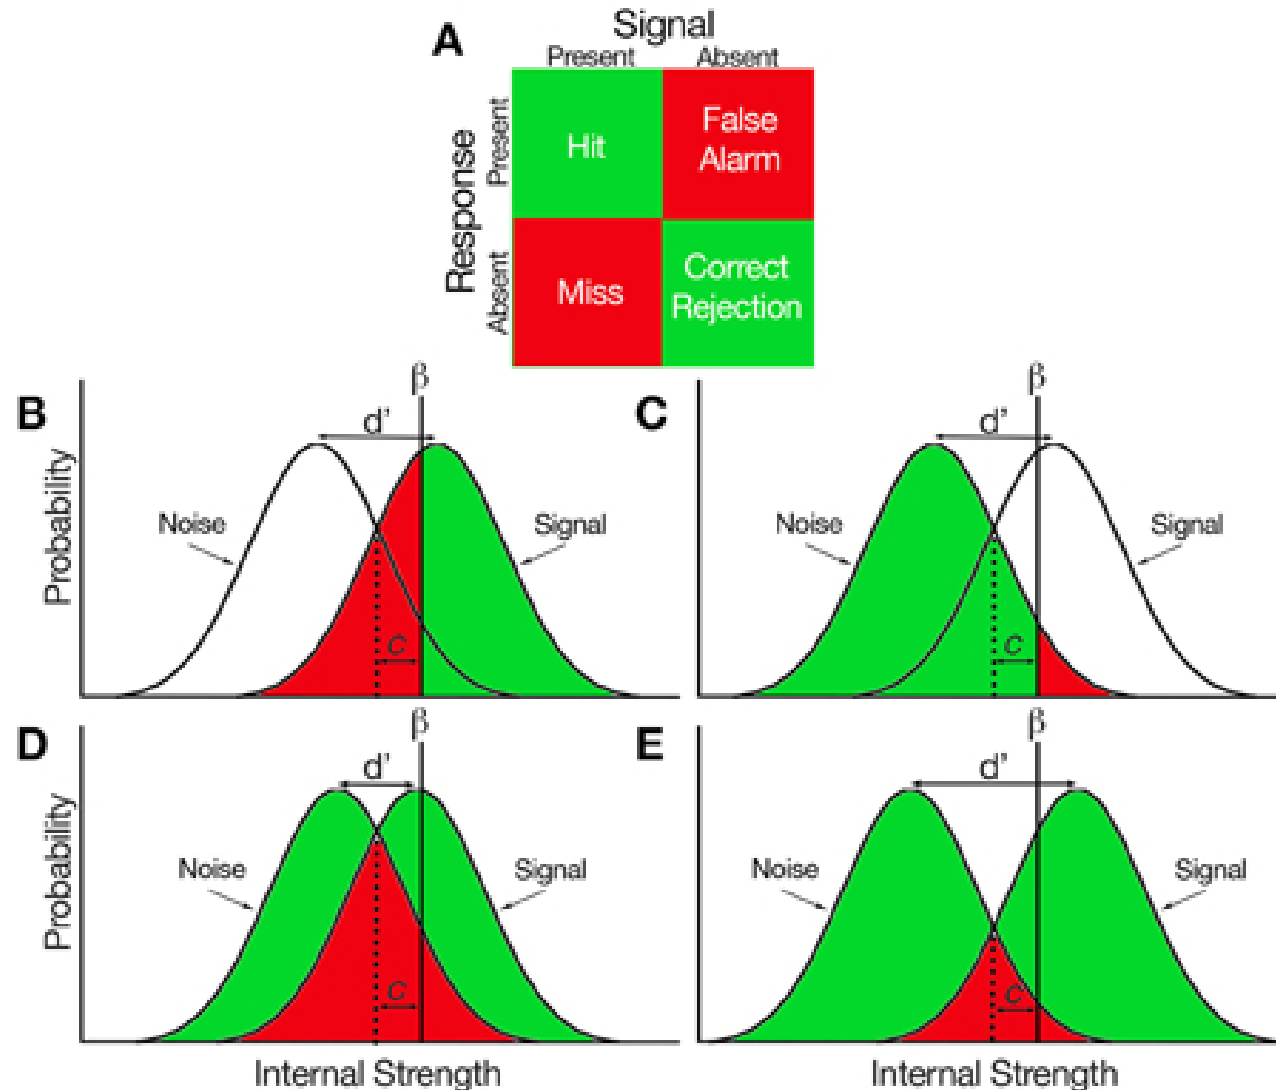 A
Signal
Present Absent
Response
Present
Hit
False
Alarm
Absent
Miss
Correct
Rejection
B
β
d'
Probability
Noise
Signal
c
C
β
d'
Noise
Signal
c
D
β
d'
Probability
Noise
Signal
c
Internal Strength
E
β
d'
Noise
Signal
c
Internal Strength